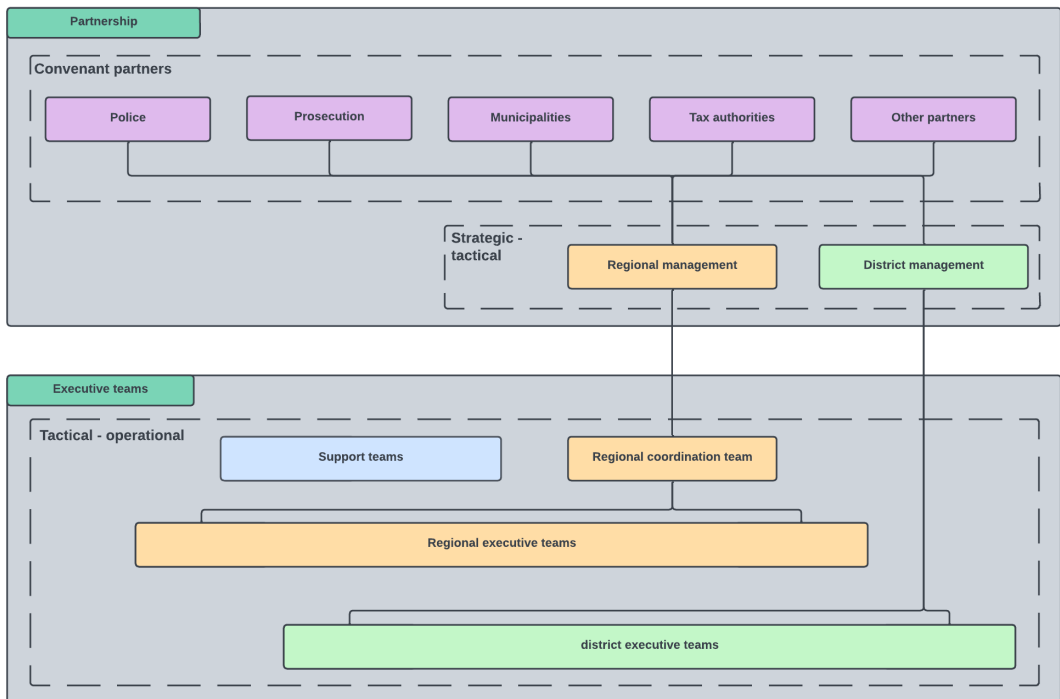 Partnership
Convenant partners
Police
Prosecution
Municipalities
Tax authorities
Other partners
Strategic -
tactical
Regional management
District management
Executive teams
Tactical - operational
Support teams
Regional coordination team
Regional executive teams
district executive teams